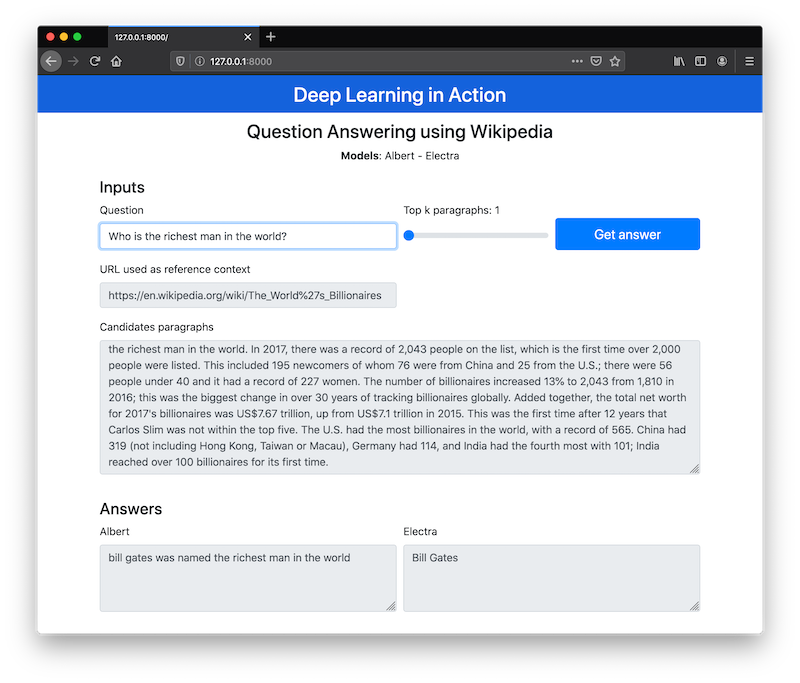 127.0.0.1:8000/
127.0.0.1:8000
Deep Learning in Action
Question Answering using Wikipedia
Models: Albert - Electra
Inputs
Question
Top k paragraphs: 1
Who is the richest man in the world?
Get answer
URL used as reference context
https://en.wikipedia.org/wiki/The_World%27s_Billionaires
Candidates paragraphs
the richest man in the world. In 2017, there was a record of 2,043 people on the list, which is the first time over 2,000
people were listed. This included 195 newcomers of whom 76 were from China and 25 from the U.S.; there were 56
people under 40 and it had a record of 227 women. The number of billionaires increased 13% to 2,043 from 1,810 in
2016; this was the biggest change in over 30 years of tracking billionaires globally. Added together, the total net worth
for 2017's billionaires was US$7.67 trillion, up from US$7.1 trillion in 2015. This was the first time after 12 years that
Carlos Slim was not within the top five. The U.S. had the most billionaires in the world, with a record of 565. China had
319 (not including Hong Kong, Taiwan or Macau), Germany had 114, and India had the fourth most with 101; India
reached over 100 billionaires for its first time.
Answers
Albert
Electra
bill gates was named the richest man in the world
Bill Gates